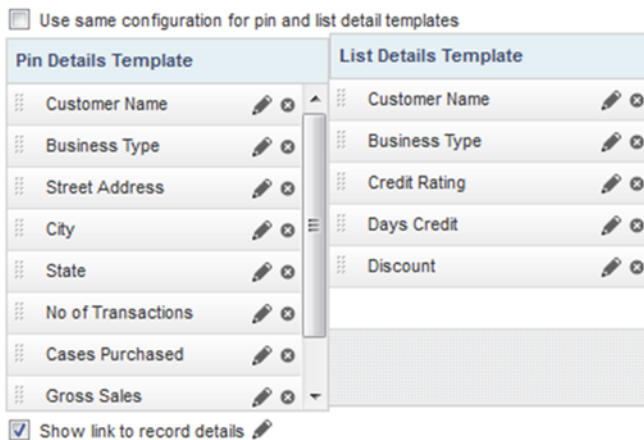 Use same configuration for pin and list detail templates
Pin Details Template
Customer Name
Business Type
Street Address
City
State
No of Transactions
Cases Purchased
Gross Sales
List Details Template
Customer Name
Business Type
Credit Rating
Days Credit
Discount
Show link to record details